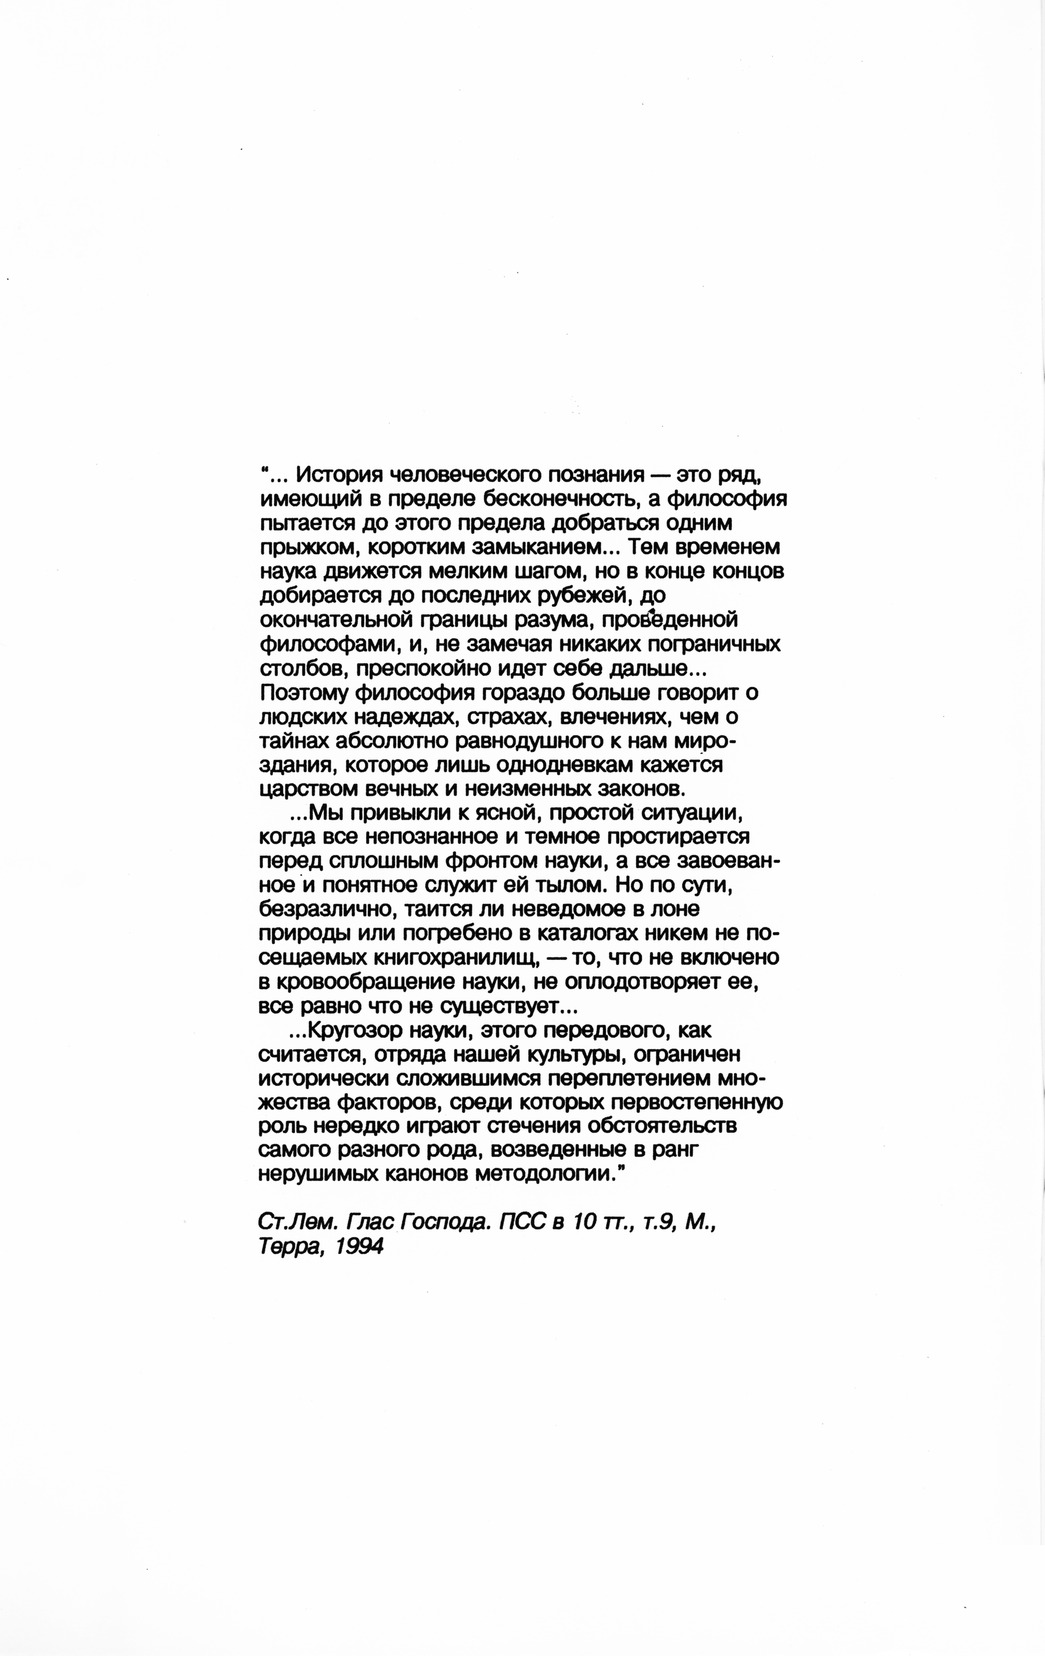 "... История человеческого познания — это ряд,
имеющий в пределе бесконечность, а философия
пытается до этого предела добраться одним
прыжком, коротким замыканием... Тем временем
наука движется мелким шагом, но в конце концов
добирается до последних рубежей, до
окончательной границы разума, проведенной
философами, и, не замечая никаких пограничных
столбов, преспокойно идет себе дальше...
Поэтому философия гораздо больше говорит о
людских надеждах, страхах, влечениях, чем о
тайнах абсолютно равнодушного к нам миро-
здания, которое лишь однодневкам кажется
царством вечных и неизменных законов.
...Мы привыкли к ясной, простой ситуации,
когда все непознанное и темное простирается
перед сплошным фронтом науки, а все завоеван-
ное и понятное служит ей тылом. Но по сути,
безразлично, таится ли неведомое в лоне
природы или погребено в каталогах никем не по-
сещаемых книгохранилищ, — то, что не включено
в кровообращение науки, не оплодотворяет ее,
все равно что не существует...
...Кругозор науки, этого передового, как
считается, отряда нашей культуры, ограничен
исторически сложившимся переплетением мно-
жества факторов, среди которых первостепенную
роль нередко играют стечения обстоятельств
самого разного рода, возведенные в ранг
нерушимых канонов методологии."
Ст.Лем. Глас Господа. ПСС в 10 тт., т.9, М.,
Терра, 1994